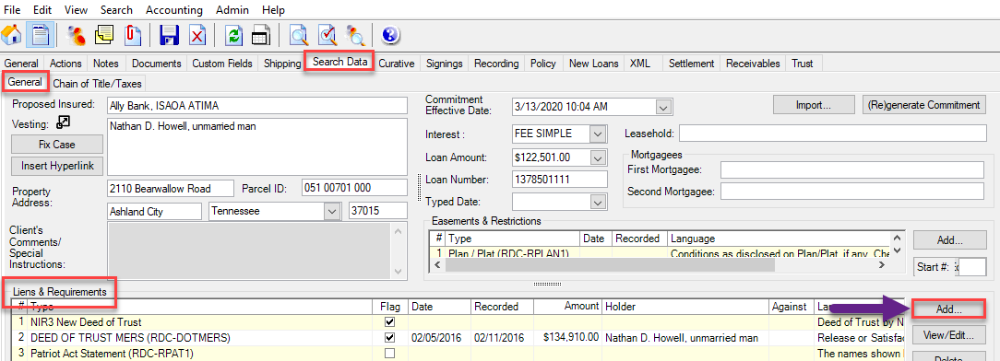 File Edit View Search Accounting Admin Help
General Actions Notes Documents Custom Fields Shipping Search Data Curative Signings Recording Policy New Loans XML Settlement Receivables Trust
General Chain of Title/Taxes
Proposed Insured: Ally Bank, ISAOA ATIMA
Vesting: Nathan D. Howell, unmarried man
Fix Case
Insert Hyperlink
Property Address: 2110 Bearwallow Road Parcel ID: 051 00701 000
Ashland City Tennessee 37015
Client's
Comments/
Special
Instructions:
Commitment
Effective Date: 3/13/2020 10:04 AM
Import... (Re)generate Commitment
Interest : FEE SIMPLE Leasehold:
Loan Amount: $122,501.00
Loan Number: 1378501111
Typed Date:
Mortgagees
First Mortgagee:
Second Mortgagee:
Easements & Restrictions
# Type Date Recorded Language
1 Plan / Plat (RDC-RPLAN1) Conditions as disclosed on Plan/Plat, if any. Che
Add...
Start #:
Liens & Requirements
# Type Flag Date Recorded Amount Holder Against
1 NIR3 New Deed of Trust Deed of Trust by N
2 DEED OF TRUST MERS (RDC-DOTMERS) 02/05/2016 02/11/2016 $134,910.00 Nathan D. Howell, unmarried man Release or Satisfa
3 Patriot Act Statement (RDC-RPAT1) The names shown
Add...
View/Edit...
Delete